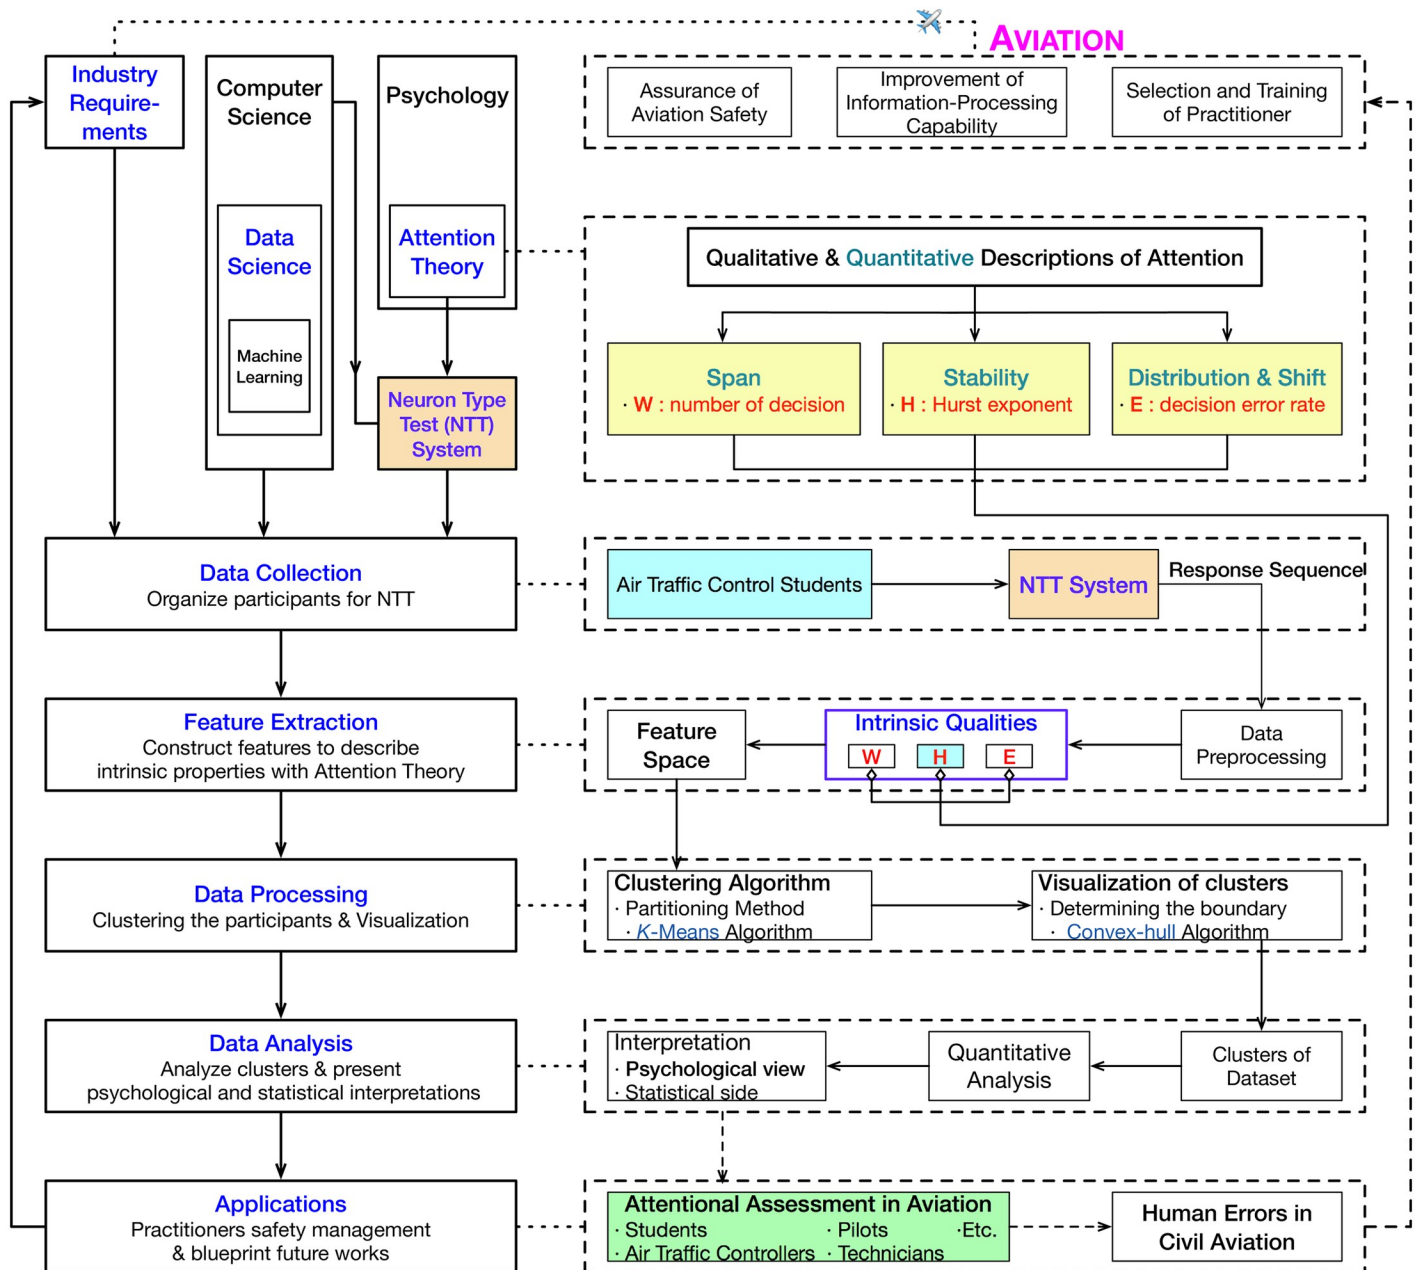 AVIATION
Industry
Require-
ments
Computer
Science
Psychology
Assurance of
Aviation Safety
Improvement of
Information-Processing
Capability
Selection and Training
of Practitioner
Data
Science
Machine
Learning
Attention
Theory
Neuron Type
Test (NTT)
System
Qualitative & Quantitative Descriptions of Attention
Span
· W : number of decision
Stability
· H : Hurst exponent
Distribution & Shift
· E : decision error rate
Data Collection
Organize participants for NTT
Air Traffic Control Students
NTT System
Response Sequence
Feature Extraction
Construct features to describe
intrinsic properties with Attention Theory
Feature
Space
Intrinsic Qualities
W H E
Data
Preprocessing
Data Processing
Clustering the participants & Visualization
Clustering Algorithm
· Partitioning Method
· K-Means Algorithm
Visualization of clusters
· Determining the boundary
· Convex-hull Algorithm
Data Analysis
Analyze clusters & present
psychological and statistical interpretations
Interpretation
· Psychological view
· Statistical side
Quantitative
Analysis
Clusters of
Dataset
Applications
Practitioners safety management
& blueprint future works
Attentional Assessment in Aviation
· Students · Pilots ·Etc.
· Air Traffic Controllers · Technicians
Human Errors in
Civil Aviation